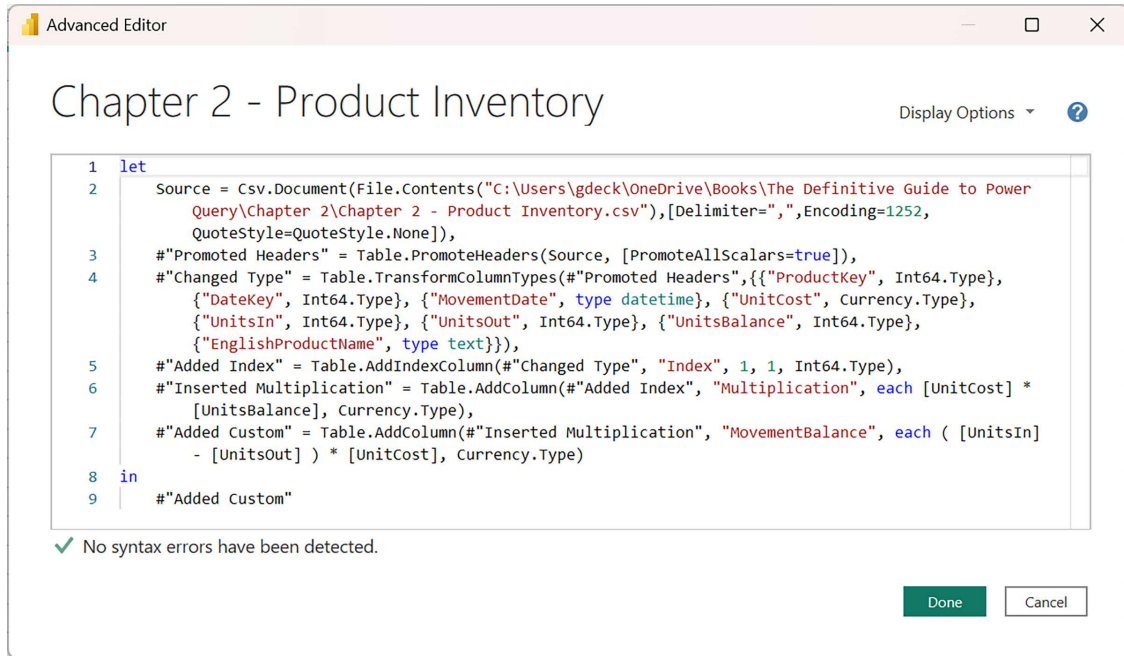 Advanced Editor
Chapter 2 - Product Inventory
Display Options
?
1 let
2 Source = Csv.Document(File.Contents("C:\Users\gdeck\OneDrive\Books\The Definitive Guide to Power
Query\Chapter 2\Chapter 2 - Product Inventory.csv"),[Delimiter=",",Encoding=1252,
QuoteStyle=QuoteStyle.None]),
3 #"Promoted Headers" = Table.PromoteHeaders(Source, [PromoteAllScalars=true]),
4 #"Changed Type" = Table.TransformColumnTypes(#"Promoted Headers",{{"ProductKey", Int64.Type},
{"DateKey", Int64.Type}, {"MovementDate", type datetime}, {"UnitCost", Currency.Type},
{"UnitsIn", Int64.Type}, {"UnitsOut", Int64.Type}, {"UnitsBalance", Int64.Type},
{"EnglishProductName", type text}}),
5 #"Added Index" = Table.AddIndexColumn(#"Changed Type", "Index", 1, 1, Int64.Type),
6 #"Inserted Multiplication" = Table.AddColumn(#"Added Index", "Multiplication", each [UnitCost] *
[UnitsBalance], Currency.Type),
7 #"Added Custom" = Table.AddColumn(#"Inserted Multiplication", "MovementBalance", each ( [UnitsIn]
- [UnitsOut] ) * [UnitCost], Currency.Type)
8 in
9 #"Added Custom"
No syntax errors have been detected.
Done
Cancel